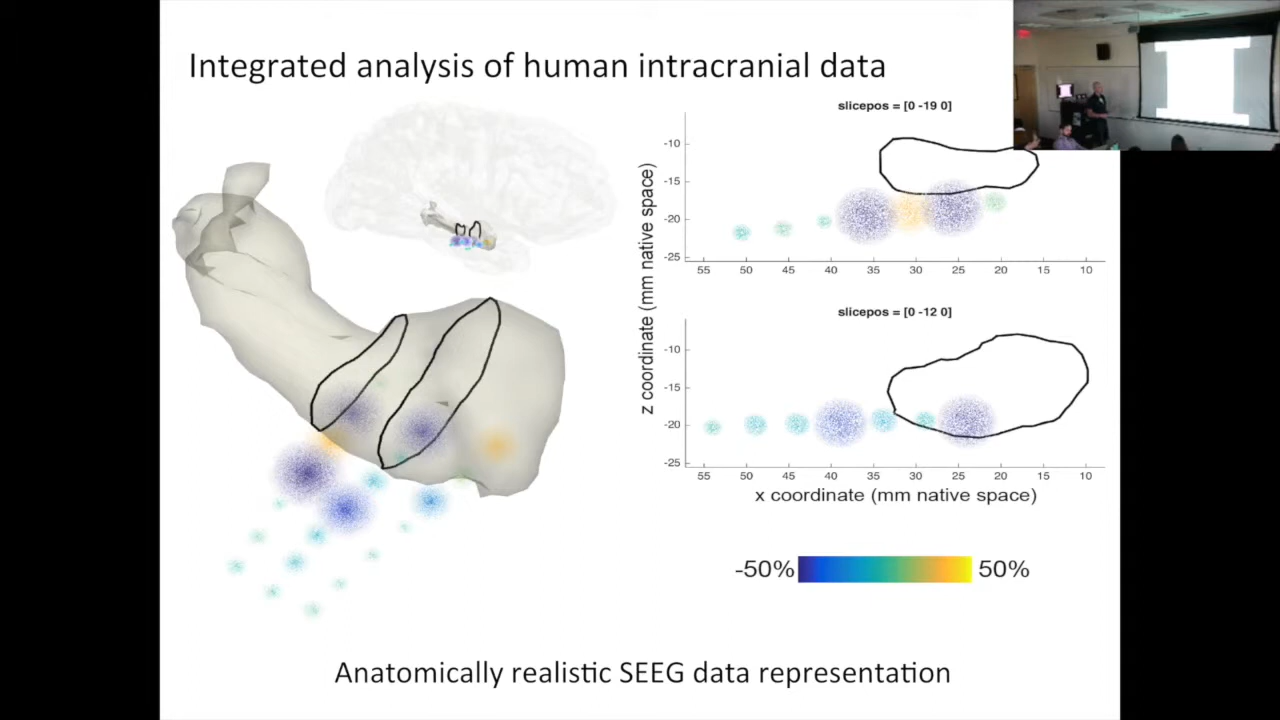 Integrated analysis of human intracranial data
slicepos = [0 -19 0]
-10
-15
-20
-25
55 50 45 40 35 30 25 20 15 10
z coordinate (mm native space)
slicepos = [0 -12 0]
-10
-15
-20
-25
55 50 45 40 35 30 25 20 15 10
x coordinate (mm native space)
-50% 50%
Anatomically realistic SEEG data representation